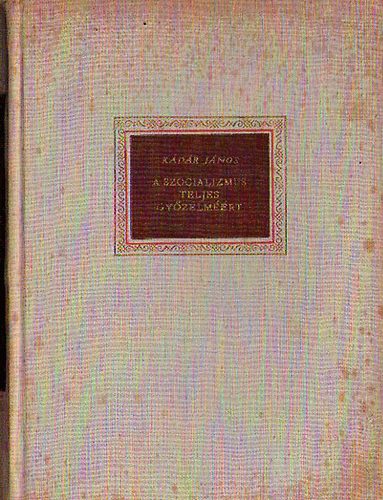 KÁDÁR JÁNOS
A SZOCIALIZMUS
TELJES
GYŐZELMÉÉRT